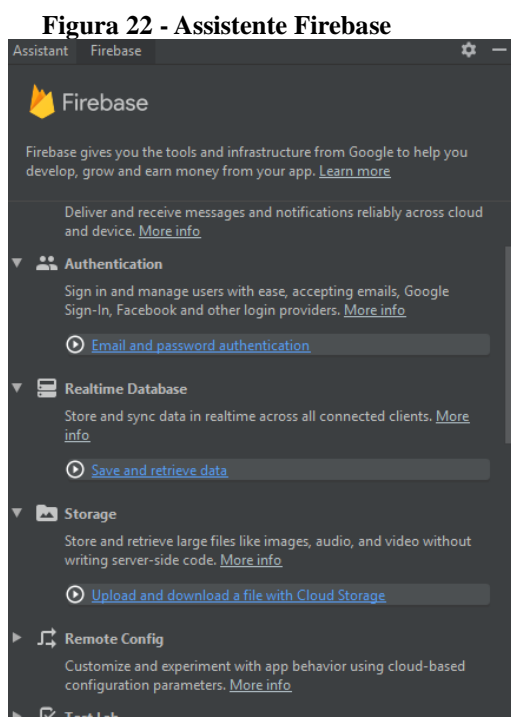 Figura 22 - Assistente Firebase
Assistant Firebase
Firebase
Firebase gives you the tools and infrastructure from Google to help you
develop, grow and earn money from your app. Learn more
Deliver and receive messages and notifications reliably across cloud
and device. More info
Authentication
Sign in and manage users with ease, accepting emails, Google
Sign-In, Facebook and other login providers. More info
Email and password authentication
Realtime Database
Store and sync data in realtime across all connected clients. More
info
Save and retrieve data
Storage
Store and retrieve large files like images, audio, and video without
writing server-side code. More info
Upload and download a file with Cloud Storage
Remote Config
Customize and experiment with app behavior using cloud-based
configuration parameters. More info
Test Lab